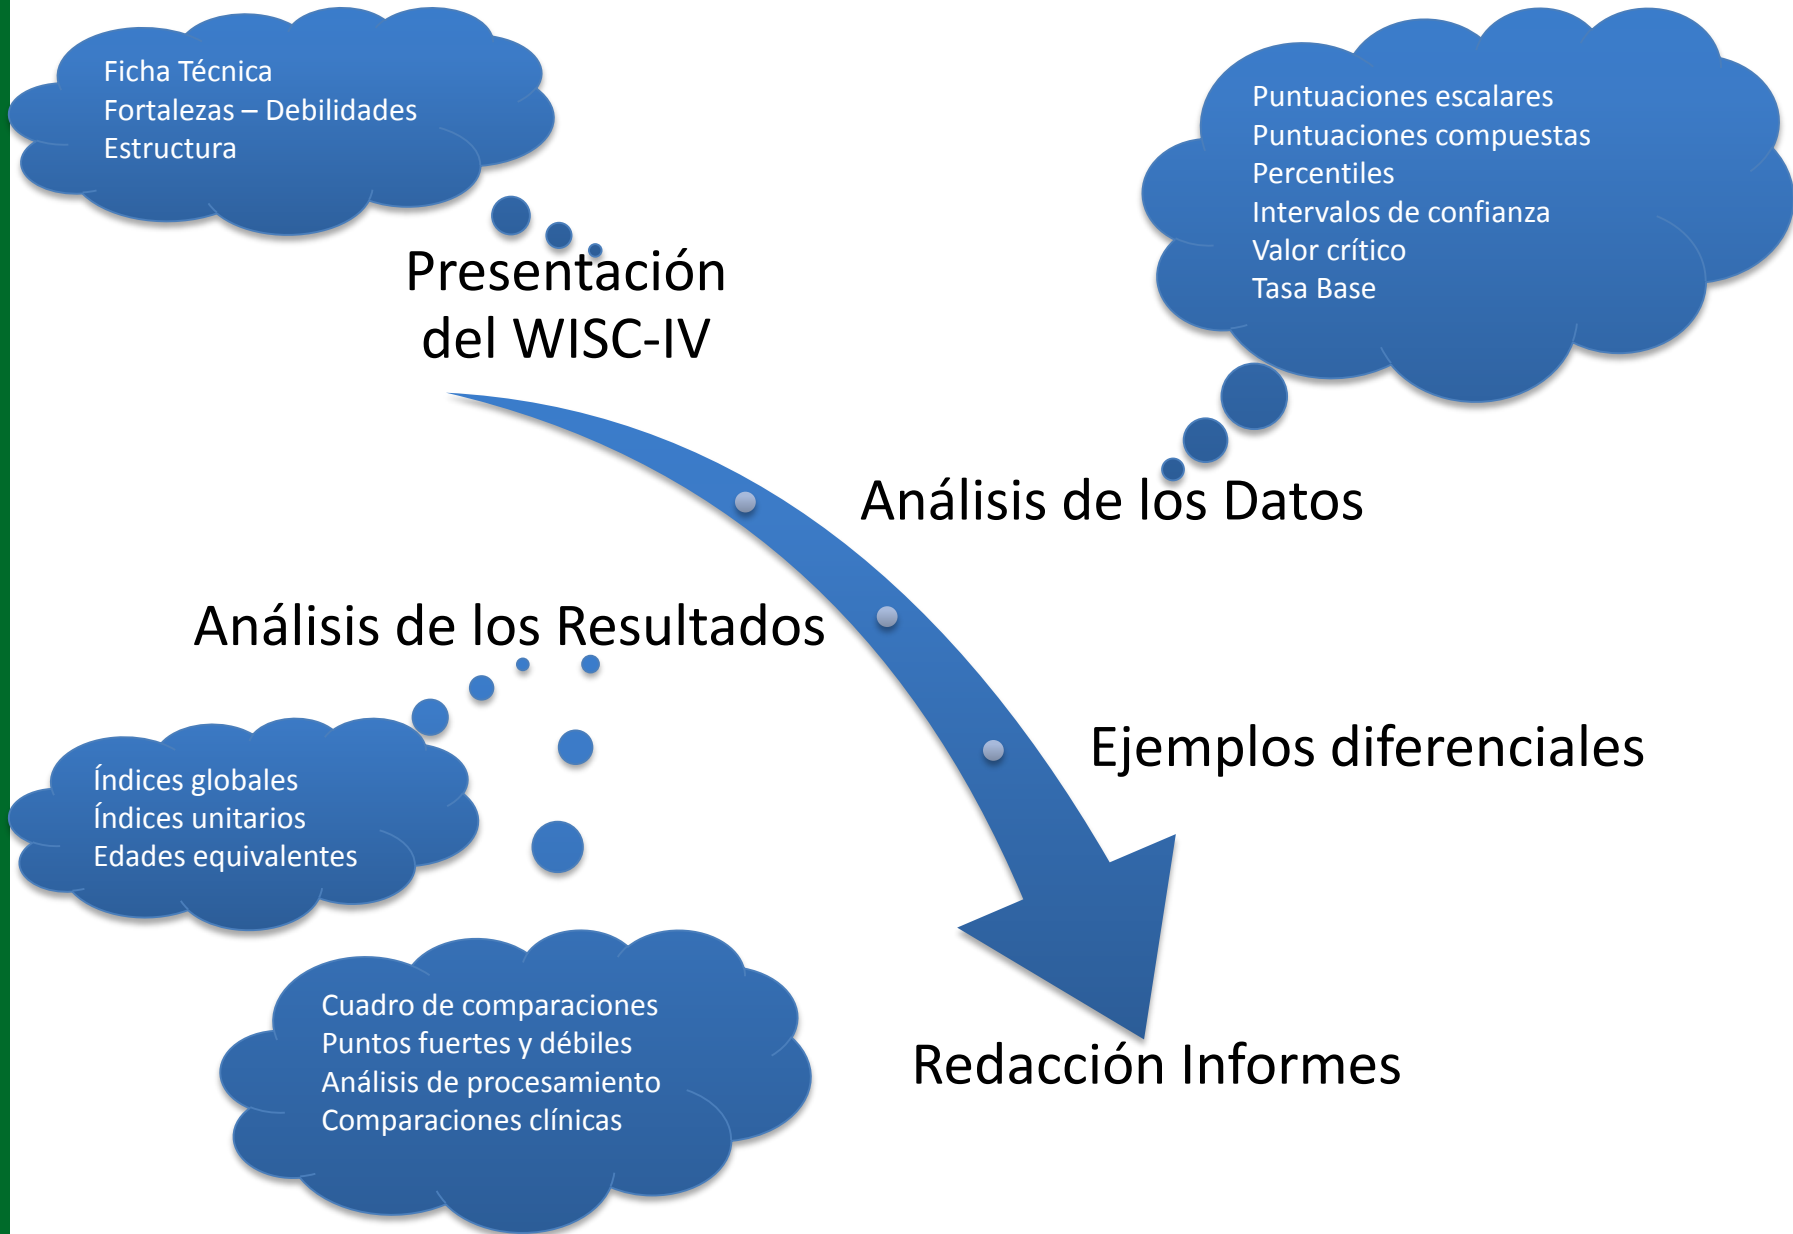 Ficha Técnica
Fortalezas – Debilidades
Estructura
Presentación
del WISC-IV
Puntuaciones escalares
Puntuaciones compuestas
Percentiles
Intervalos de confianza
Valor crítico
Tasa Base
Análisis de los Datos
Análisis de los Resultados
Índices globales
Índices unitarios
Edades equivalentes
Cuadro de comparaciones
Puntos fuertes y débiles
Análisis de procesamiento
Comparaciones clínicas
Ejemplos diferenciales
Redacción Informes